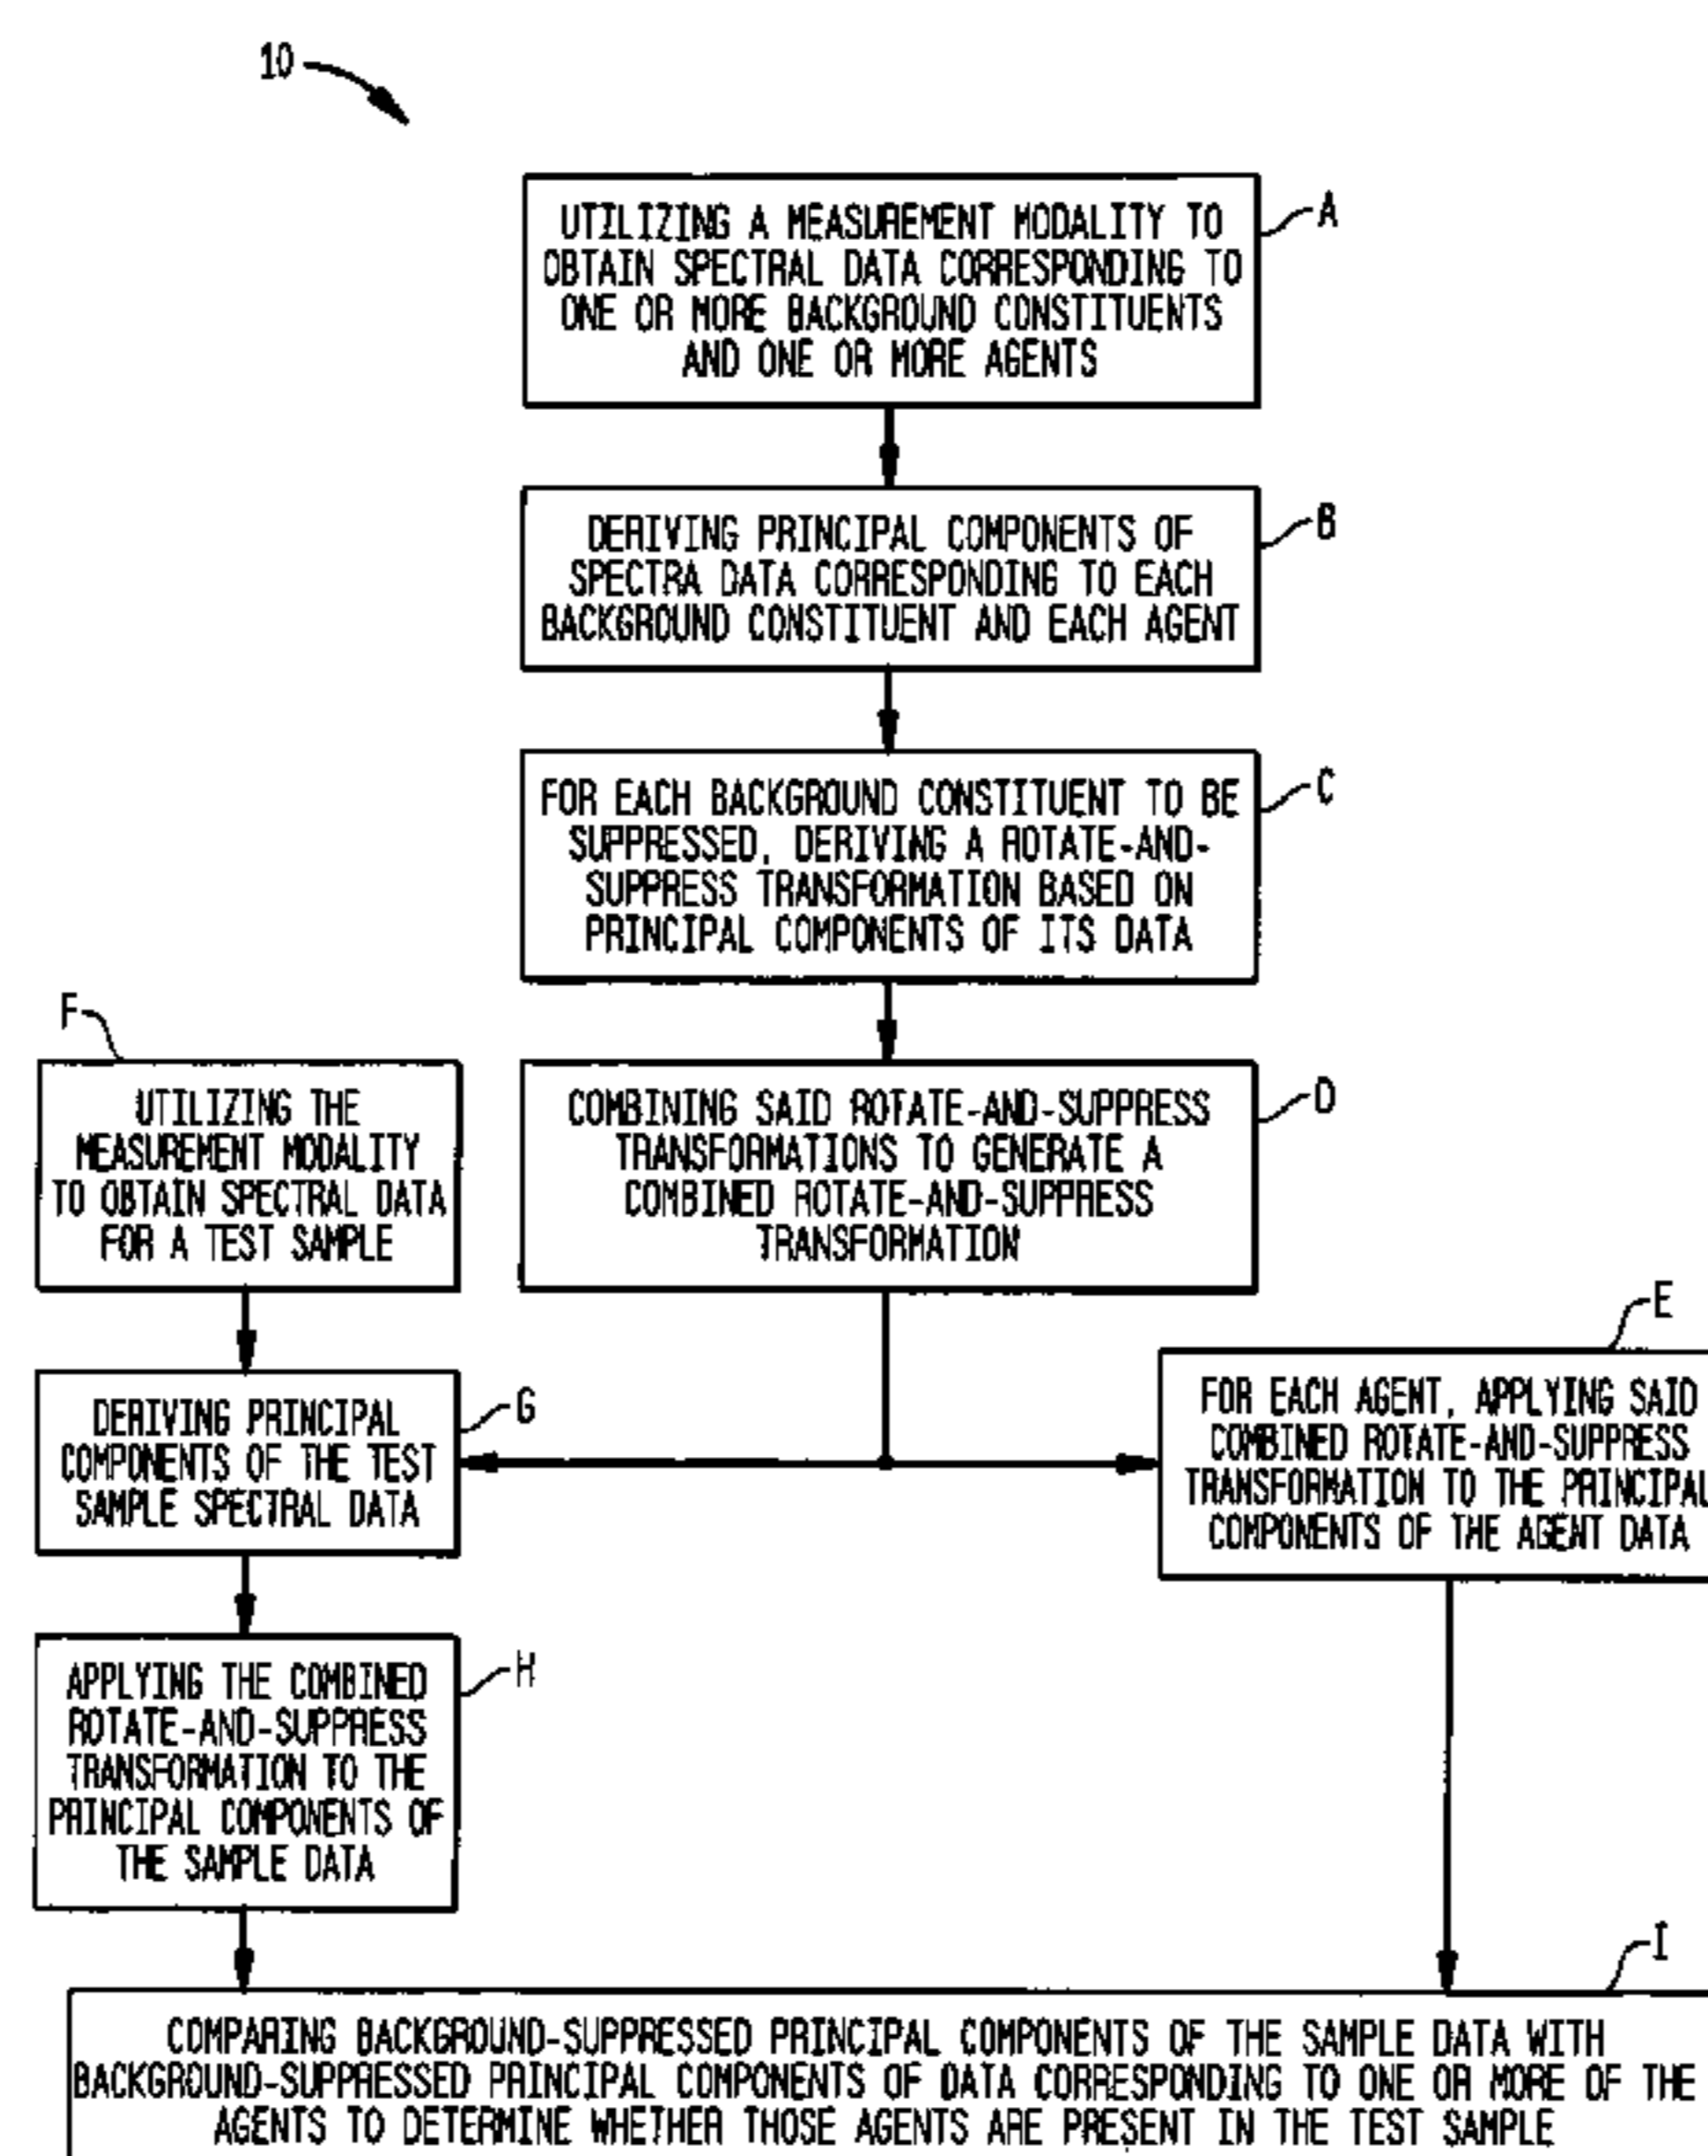 10
A
UTILIZING A MEASUREMENT MODALITY TO
OBTAIN SPECTRAL DATA CORRESPONDING TO
ONE OR MORE BACKGROUND CONSTITUENTS
AND ONE OR MORE AGENTS
B
DERIVING PRINCIPAL COMPONENTS OF
SPECTRA DATA CORRESPONDING TO EACH
BACKGROUND CONSTITUENT AND EACH AGENT
C
FOR EACH BACKGROUND CONSTITUENT TO BE
SUPPRESSED, DERIVING A ROTATE-AND-
SUPPRESS TRANSFORMATION BASED ON
PRINCIPAL COMPONENTS OF ITS DATA
F
UTILIZING THE
MEASUREMENT MODALITY
TO OBTAIN SPECTRAL DATA
FOR A TEST SAMPLE
D
COMBINING SAID ROTATE-AND-SUPPRESS
TRANSFORMATIONS TO GENERATE A
COMBINED ROTATE-AND-SUPPRESS
TRANSFORMATION
E
FOR EACH AGENT, APPLYING SAID
COMBINED ROTATE-AND-SUPPRESS
TRANSFORMATION TO THE PRINCIPAL
COMPONENTS OF THE AGENT DATA
G
DERIVING PRINCIPAL
COMPONENTS OF THE TEST
SAMPLE SPECTRAL DATA
H
APPLYING THE COMBINED
ROTATE-AND-SUPPRESS
TRANSFORMATION TO THE
PRINCIPAL COMPONENTS OF
THE SAMPLE DATA
I
COMPARING BACKGROUND-SUPPRESSED PRINCIPAL COMPONENTS OF THE SAMPLE DATA WITH
BACKGROUND-SUPPRESSED PRINCIPAL COMPONENTS OF DATA CORRESPONDING TO ONE OR MORE OF THE
AGENTS TO DETERMINE WHETHER THOSE AGENTS ARE PRESENT IN THE TEST SAMPLE